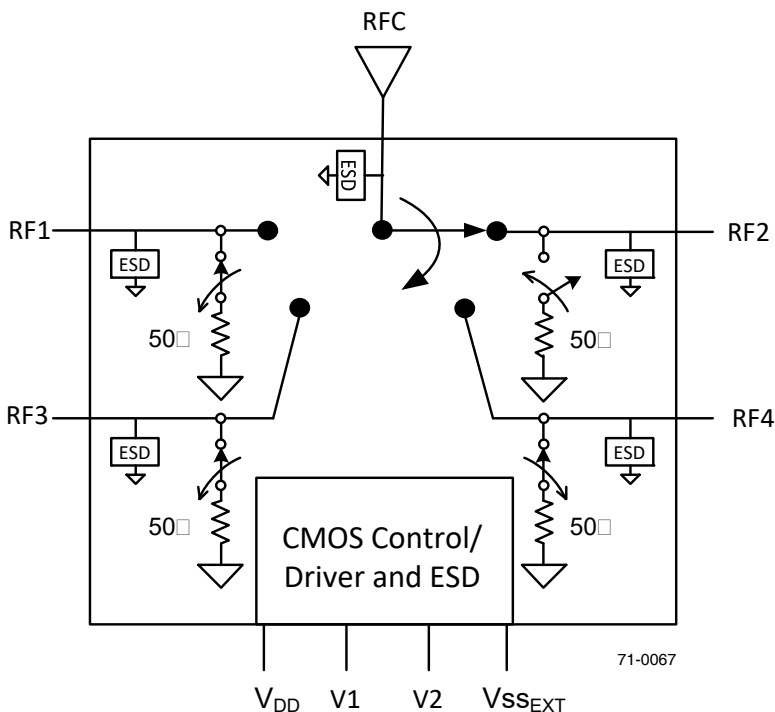 RFC
ESD
RF1
RF2
ESD
ESD
50□
50□
RF3
RF4
ESD
ESD
50□
50□
CMOS Control/
Driver and ESD
71-0067
VDD V1 V2 VssEXT